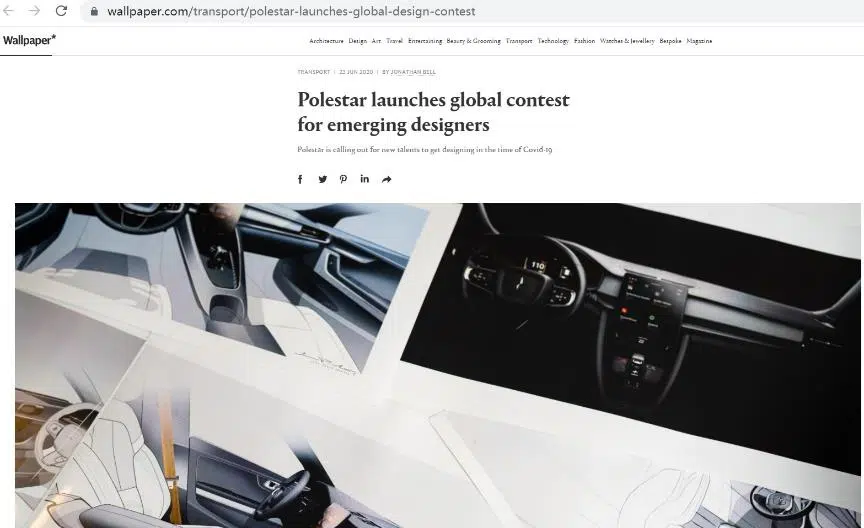 wallpaper.com/transport/polestar-launches-global-design-contest
Wallpaper*
Architecture Design Art Travel Entertaining Beauty & Grooming Transport Technology Fashion Watches & Jewellery Bespoke Magazine
TRANSPORT / 22 JUN 2020 / BY JONATHAN BELL
Polestar launches global contest
for emerging designers
Polestar is calling out for new talents to get designing in the time of Covid-19
110